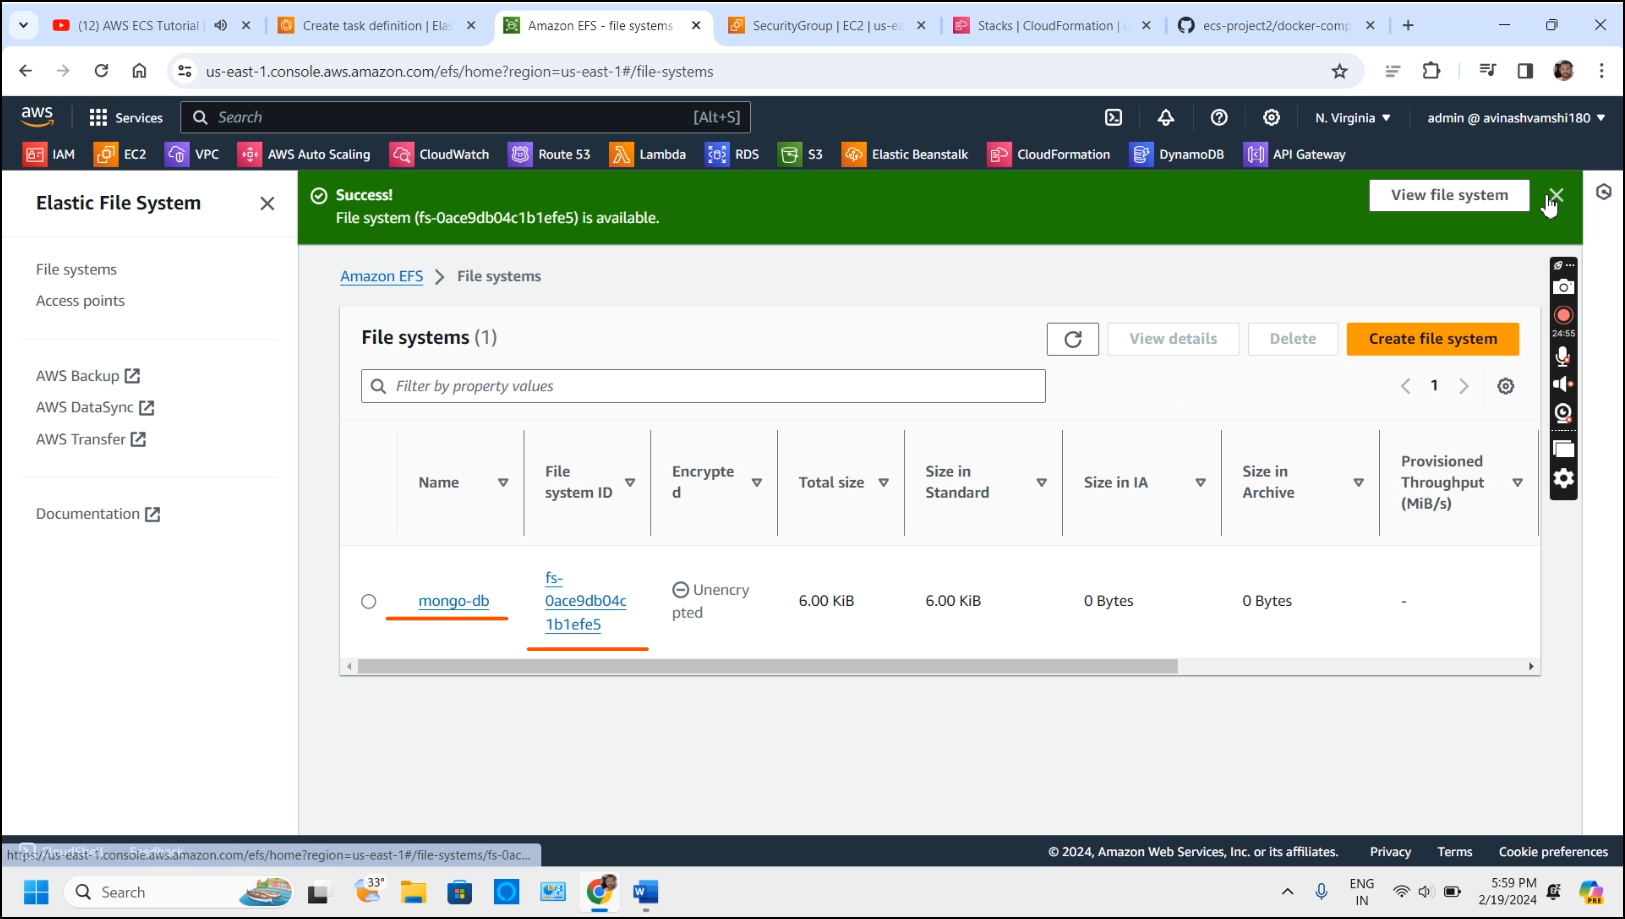 (12) AWS ECS Tutorial
Create task definition | Elas
Amazon EFS - file systems
SecurityGroup | EC2 | us-ea
Stacks | CloudFormation | u
ecs-project2/docker-comp
us-east-1.console.aws.amazon.com/efs/home?region=us-east-1#/file-systems
aws
Services
Search
[Alt+S]
N. Virginia
admin @ avinashvamshi180
IAM
EC2
VPC
AWS Auto Scaling
CloudWatch
Route 53
Lambda
RDS
S3
Elastic Beanstalk
CloudFormation
DynamoDB
API Gateway
Elastic File System
File systems
Access points
AWS Backup
AWS DataSync
AWS Transfer
Documentation
Success!
File system (fs-0ace9db04c1b1efe5) is available.
View file system
Amazon EFS
File systems
File systems (1)
View details
Delete
Create file system
Filter by property values
1
Name
File
system ID
Encrypte
d
Total size
Size in
Standard
Size in IA
Size in
Archive
Provisioned
Throughput
(MiB/s)
mongo-db
fs-
0ace9db04c
1b1efe5
Unencry
pted
6.00 KiB
6.00 KiB
0 Bytes
0 Bytes
-
24:55
CloudShell
Feedback
https://us-east-1.console.aws.amazon.com/efs/home?region=us-east-1#/file-systems/fs-0ac...
© 2024, Amazon Web Services, Inc. or its affiliates.
Privacy
Terms
Cookie preferences
Search
33°
ENG
IN
5:59 PM
2/19/2024
PRE